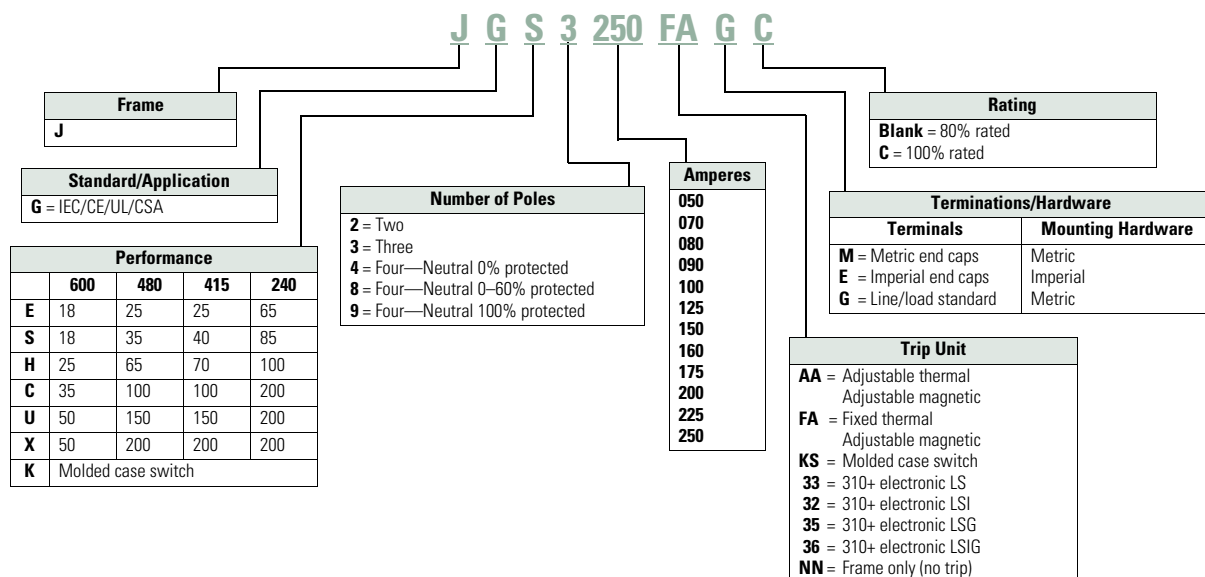 J G S 3 250 FA G C
Frame
J
Standard/Application
G = IEC/CE/UL/CSA
Performance
600 480 415 240
E 18 25 25 65
S 18 35 40 85
H 25 65 70 100
C 35 100 100 200
U 50 150 150 200
X 50 200 200 200
K Molded case switch
Number of Poles
2 = Two
3 = Three
4 = Four—Neutral 0% protected
8 = Four—Neutral 0–60% protected
9 = Four—Neutral 100% protected
Amperes
050
070
080
090
100
125
150
160
175
200
225
250
Rating
Blank = 80% rated
C = 100% rated
Terminations/Hardware
Terminals Mounting Hardware
M = Metric end caps Metric
E = Imperial end caps Imperial
G = Line/load standard Metric
Trip Unit
AA = Adjustable thermal
Adjustable magnetic
FA = Fixed thermal
Adjustable magnetic
KS = Molded case switch
33 = 310+ electronic LS
32 = 310+ electronic LSI
35 = 310+ electronic LSG
36 = 310+ electronic LSIG
NN = Frame only (no trip)